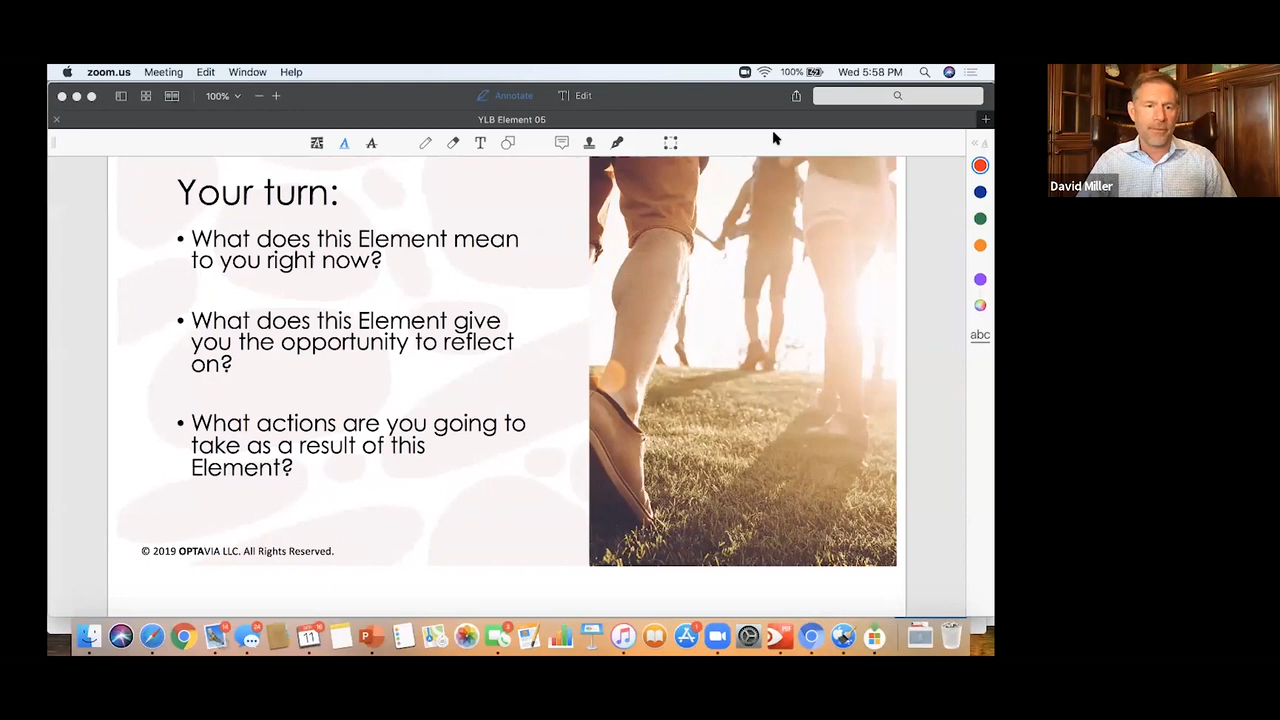 zoom.us Meeting Edit Window Help
100% Wed 5:58 PM
100% Annotate Edit
YLB Element 05
Your turn:
• What does this Element mean
to you right now?
• What does this Element give
you the opportunity to reflect
on?
• What actions are you going to
take as a result of this
Element?
© 2019 OPTAVIA LLC. All Rights Reserved.
abc
David Miller
11